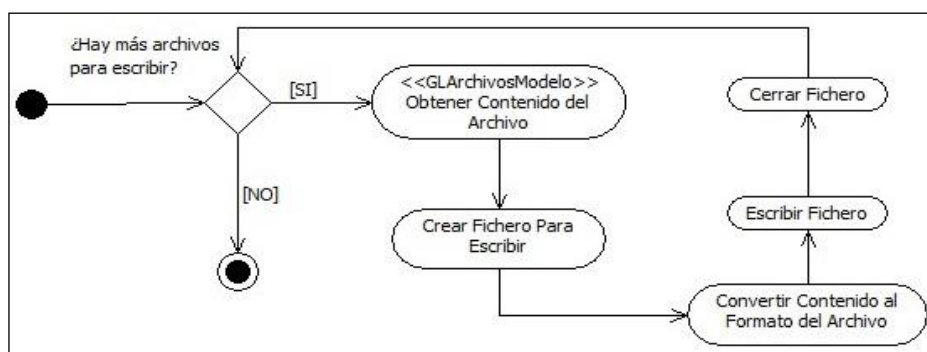 ¿Hay más archivos
para escribir?
[SI]
<<GLArchivosModelo>>
Obtener Contenido del
Archivo
Cerrar Fichero
[NO]
Crear Fichero Para
Escribir
Escribir Fichero
Convertir Contenido al
Formato del Archivo